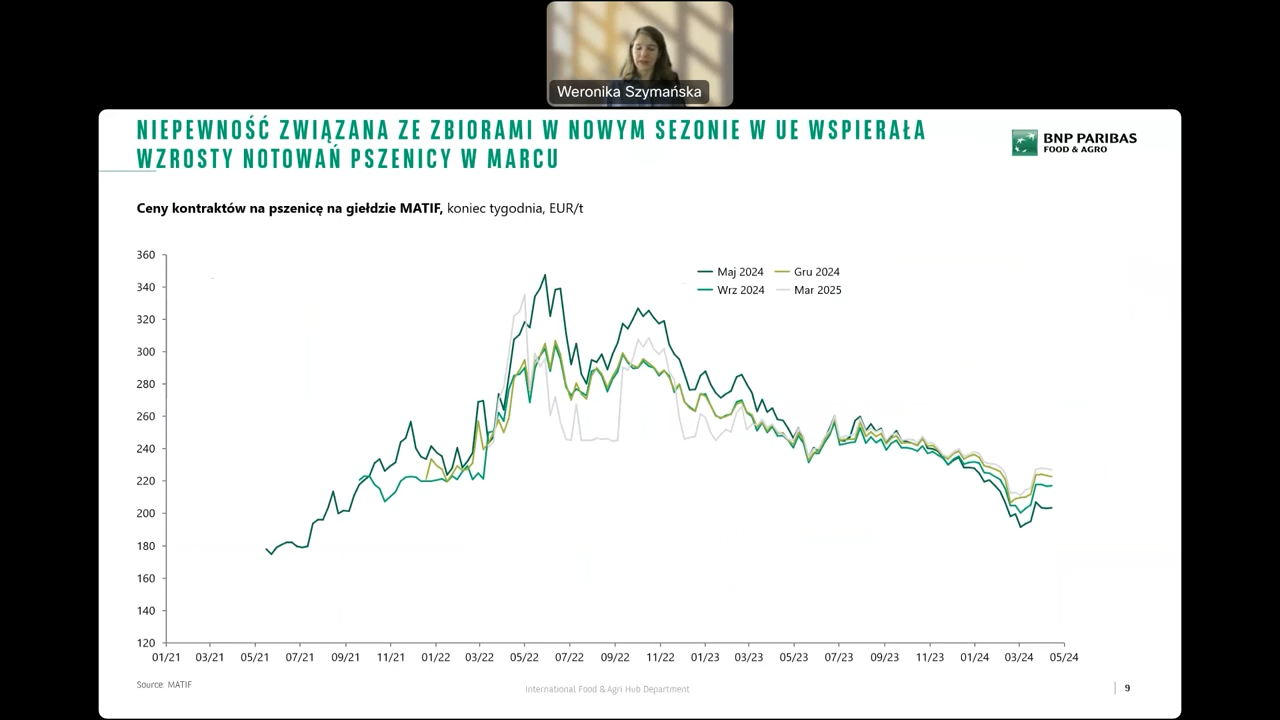 Weronika Szymańska
NIEPEWNOŚĆ ZWIĄZANA ZE ZBIORAMI W NOWYM SEZONIE W UE WSPIERAŁA
WZROSTY NOTOWAŃ PSZENICY W MARCU
BNP PARIBAS
FOOD & AGRO
Ceny kontraktów na pszenicę na giełdzie MATIF, koniec tygodnia, EUR/t
Maj 2024 Gru 2024
Wrz 2024 Mar 2025
360
340
320
300
280
260
240
220
200
180
160
140
120
01/21 03/21 05/21 07/21 09/21 11/21 01/22 03/22 05/22 07/22 09/22 11/22 01/23 03/23 05/23 07/23 09/23 11/23 01/24 03/24 05/24
Source: MATIF
International Food & Agri Hub Department
9